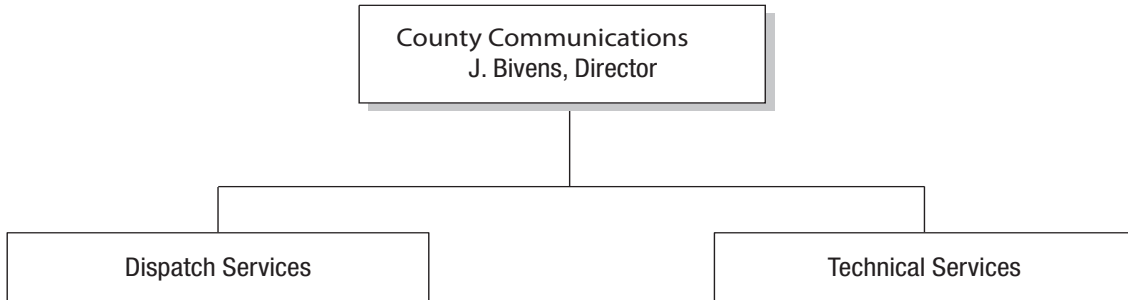 County Communications
J. Bivens, Director
Dispatch Services
Technical Services